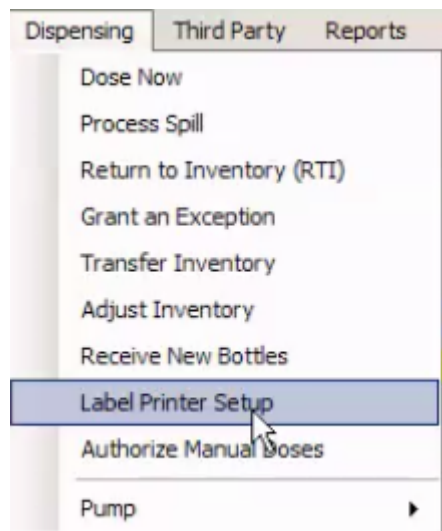 Dispensing Third Party Reports
Dose Now
Process Spill
Return to Inventory (RTI)
Grant an Exception
Transfer Inventory
Adjust Inventory
Receive New Bottles
Label Printer Setup
Authorize Manual Doses
Pump